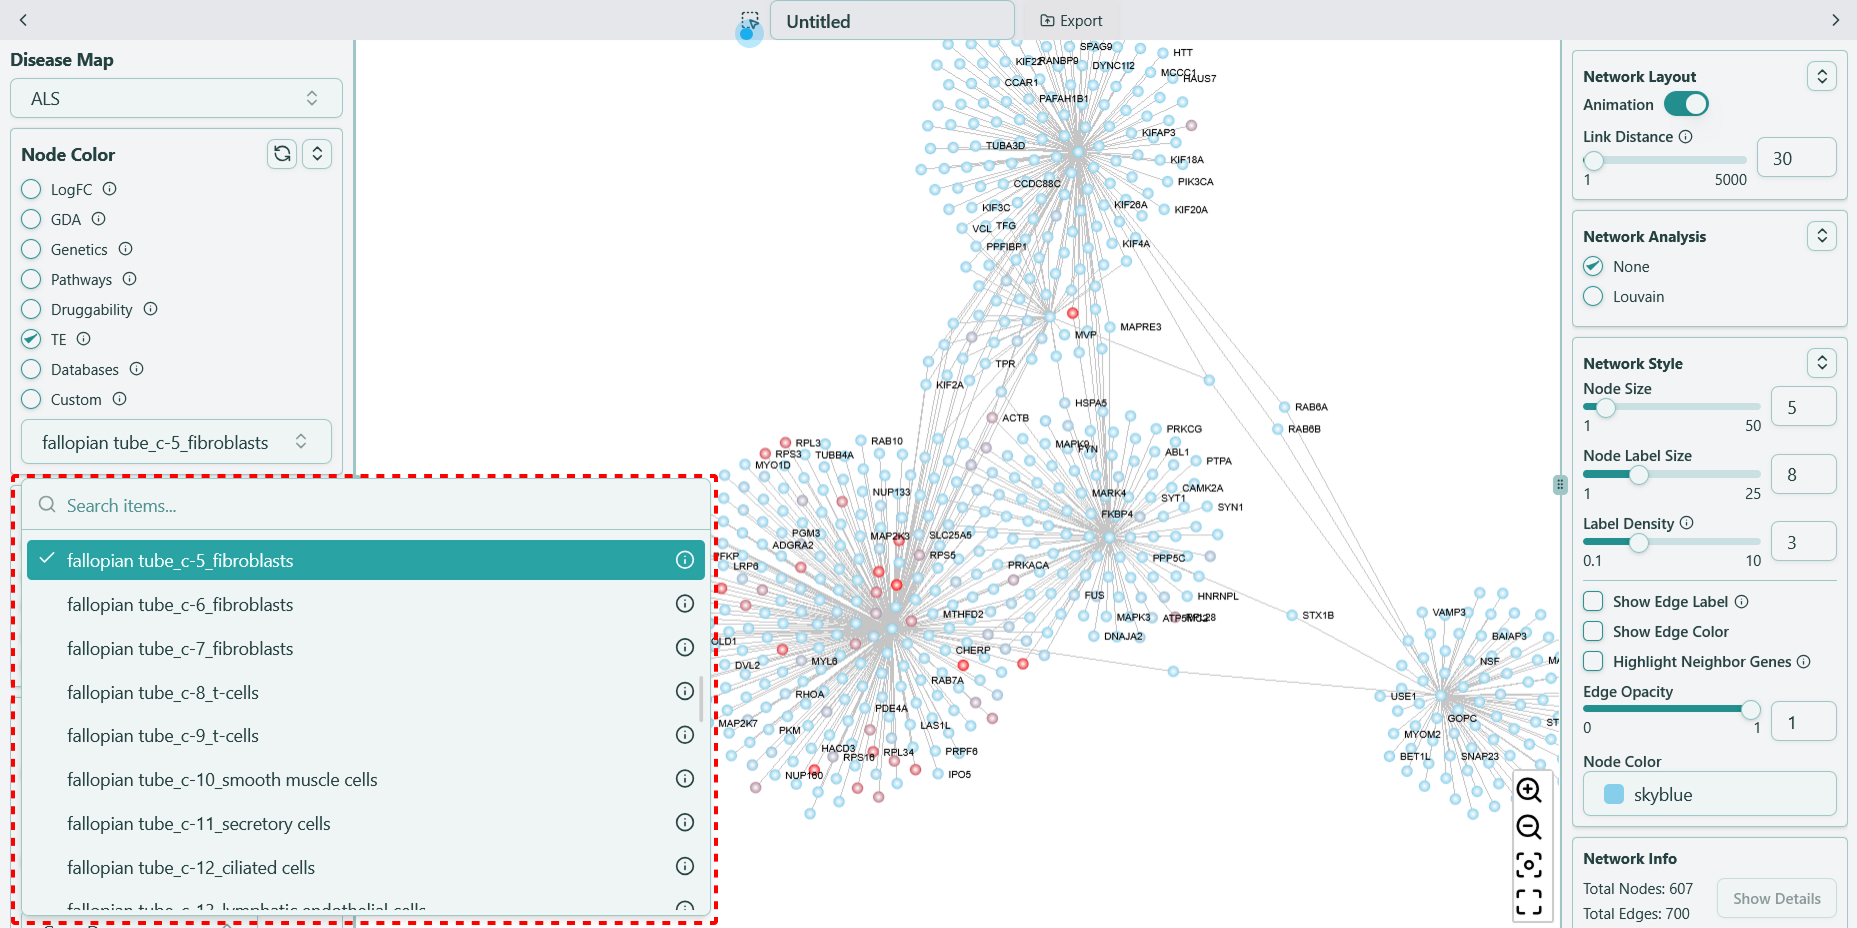 Untitled
Export
Disease Map
ALS
Node Color
LogFC
GDA
Genetics
Pathways
Druggability
TE
Databases
Custom
fallopian tube_c-5_fibroblasts
Search items...
fallopian tube_c-5_fibroblasts
fallopian tube_c-6_fibroblasts
fallopian tube_c-7_fibroblasts
fallopian tube_c-8_t-cells
fallopian tube_c-9_t-cells
fallopian tube_c-10_smooth muscle cells
fallopian tube_c-11_secretory cells
fallopian tube_c-12_ciliated cells
fallopian tube_c-13_lymphatic endothelial cells
SPAG9
HTT
KIF22
RANBP9
DYNC1I2
MCCC1
HAUS7
CCAR1
PAFAH1B1
KIFAP3
TUBA3D
KIF18A
CCDC88C
PIK3CA
KIF3C
KIF26A
KIF20A
VCL
TFG
PPFIBP1
KIF4A
MAPRE3
MVP
TPR
KIF2A
HSPA5
ACTB
RAB6A
RAB6B
PRKCG
RPL3
RAB10
RPS3
TUBB4A
MAPK9
FYN
ABL1
MYO1D
PTPA
NUP133
MARK4
CAMK2A
SYT1
SYN1
FKBP4
PGM3
MAP2K3
SLC25A5
ADGRA2
RPS5
PFKP
LRP6
PRKACA
PPP5C
FUS
HNRNPL
MTHFD2
MAPK3
RPL28
STX1B
DNAJA2
VAMP3
BAIAP3
OLD1
CHERP
DVL2
MYL6
NSF
MA
RHOA
RAB7A
USE1
PDE4A
MAP2K7
PKM
LAS1L
GOPC
ST
MYOM2
HACD3
RPS16
RPL34
PRPF6
BET1L
SNAP23
NUP160
IPO5
Network Layout
Animation
Link Distance
30
1
5000
Network Analysis
None
Louvain
Network Style
Node Size
5
1
50
Node Label Size
8
1
25
Label Density
3
0.1
10
Show Edge Label
Show Edge Color
Highlight Neighbor Genes
Edge Opacity
1
0
1
Node Color
skyblue
Network Info
Total Nodes: 607
Total Edges: 700
Show Details